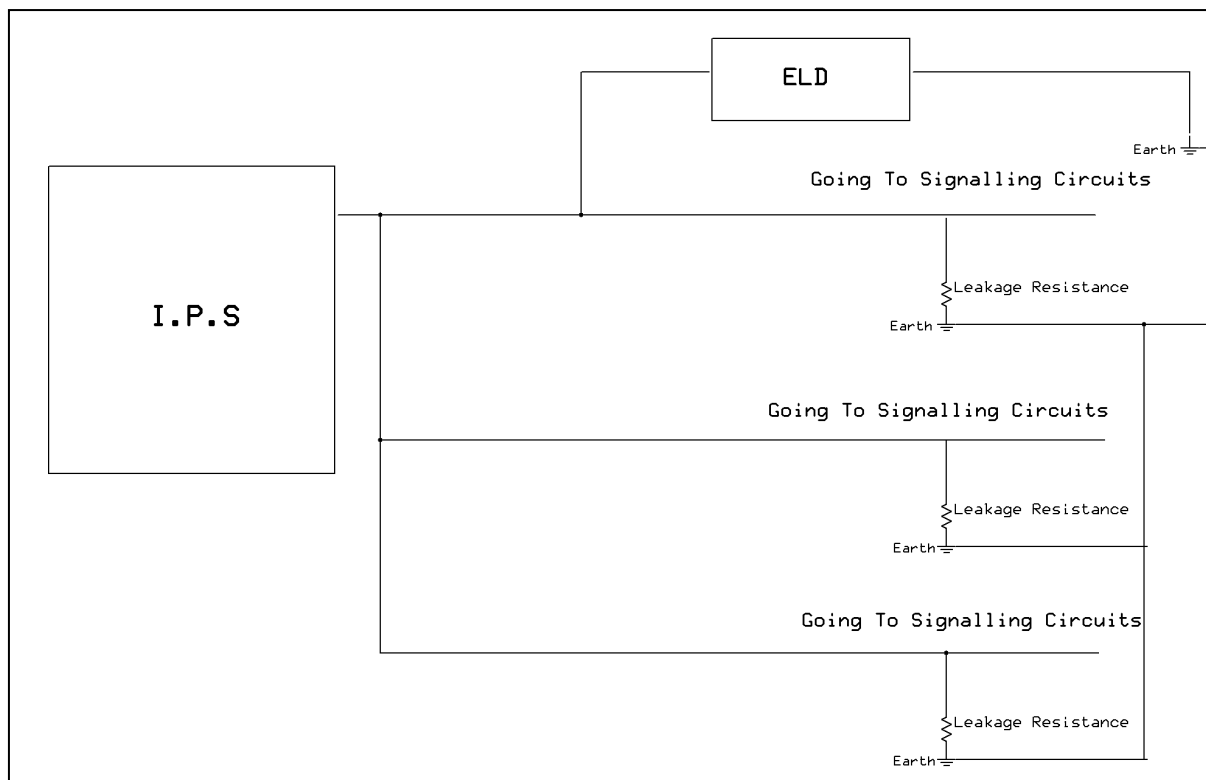 ELD
Earth
Going To Signalling Circuits
I.P.S
Leakage Resistance
Earth
Going To Signalling Circuits
Leakage Resistance
Earth
Going To Signalling Circuits
Leakage Resistance
Earth